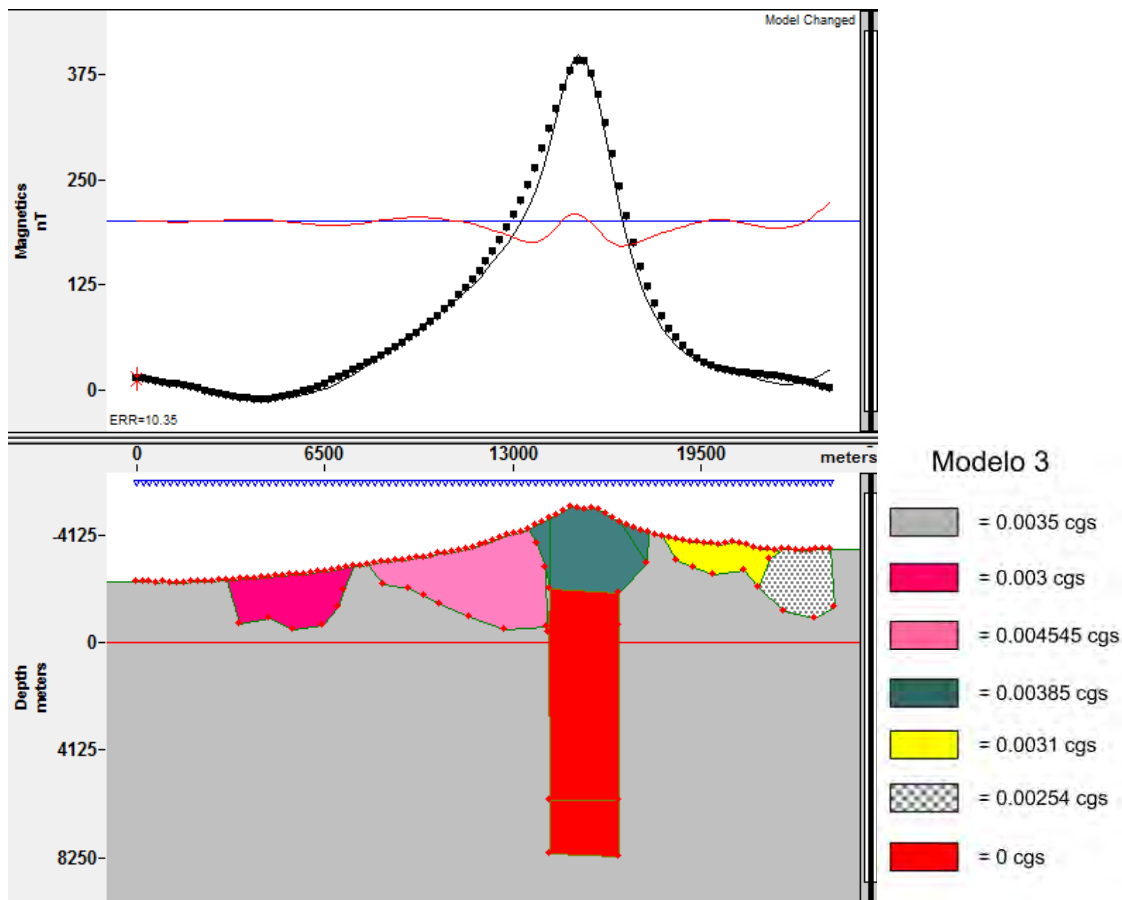 Model Changed
375
250
125
0
Magnetics
nT
ERR=10.35
0 6500 13000 19500 meters
-4125
0
4125
8250
Depth
meters
Modelo 3
= 0.0035 cgs
= 0.003 cgs
= 0.004545 cgs
= 0.00385 cgs
= 0.0031 cgs
= 0.00254 cgs
= 0 cgs